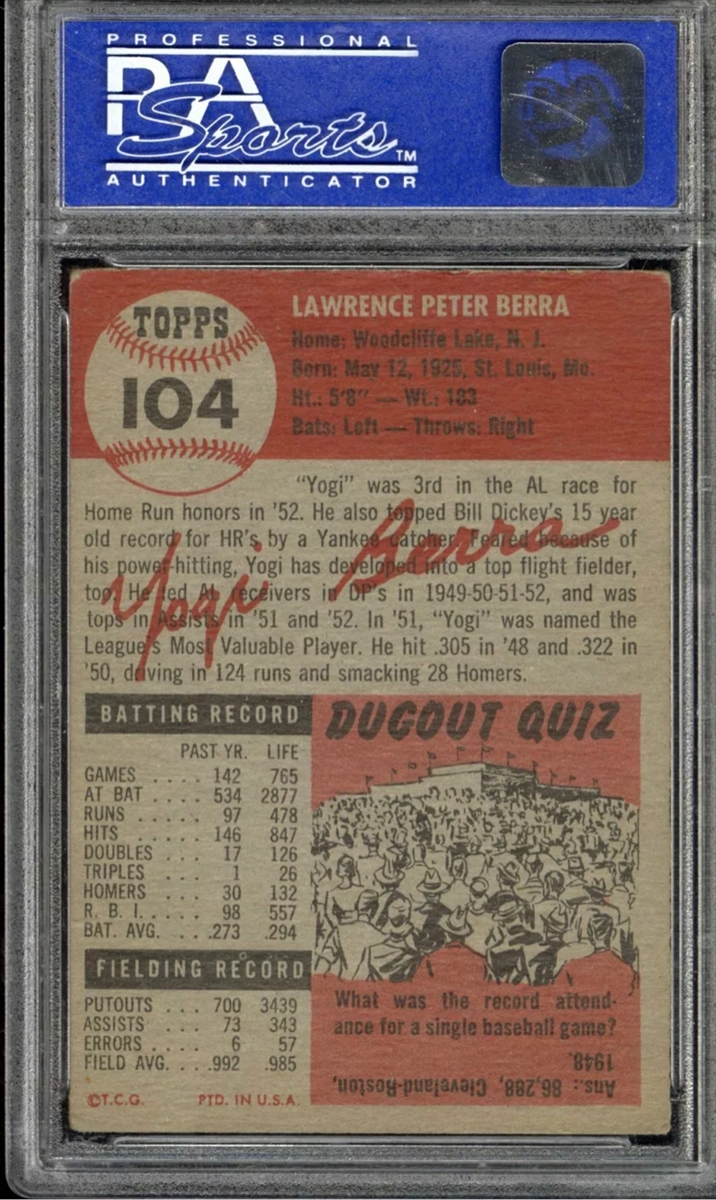 PROFESSIONAL
PSA
Sports™
AUTHENTICATOR
TOPPS
104
LAWRENCE PETER BERRA
Home: Woodcliffe Lake, N. J.
Born: May 12, 1925, St. Louis, Mo.
Ht.: 5'8" — Wt.: 183
Bats: Left — Throws: Right
"Yogi" was 3rd in the AL race for
Home Run honors in '52. He also topped Bill Dickey's 15 year
old record for HR's by a Yankee catcher. Feared because of
his power-hitting, Yogi has developed into a top flight fielder,
too. He led AL receivers in DP's in 1949-50-51-52, and was
tops in Assists in '51 and '52. In '51, "Yogi" was named the
League's Most Valuable Player. He hit .305 in '48 and .322 in
'50, driving in 124 runs and smacking 28 Homers.
Yogi Berra
BATTING RECORD
PAST YR. LIFE
GAMES .... 142 765
AT BAT .... 534 2877
RUNS ..... 97 478
HITS ..... 146 847
DOUBLES ... 17 126
TRIPLES ... 1 26
HOMERS ... 30 132
R. B. I. .... 98 557
BAT. AVG. ... .273 .294
FIELDING RECORD
PUTOUTS ... 700 3439
ASSISTS ... 73 343
ERRORS .... 6 57
FIELD AVG. . .992 .985
©T.C.G. PTD. IN U.S.A.
DUGOUT QUIZ
What was the record attend-
ance for a single baseball game?
Ans.: 86,288, Cleveland-Boston,
1948.